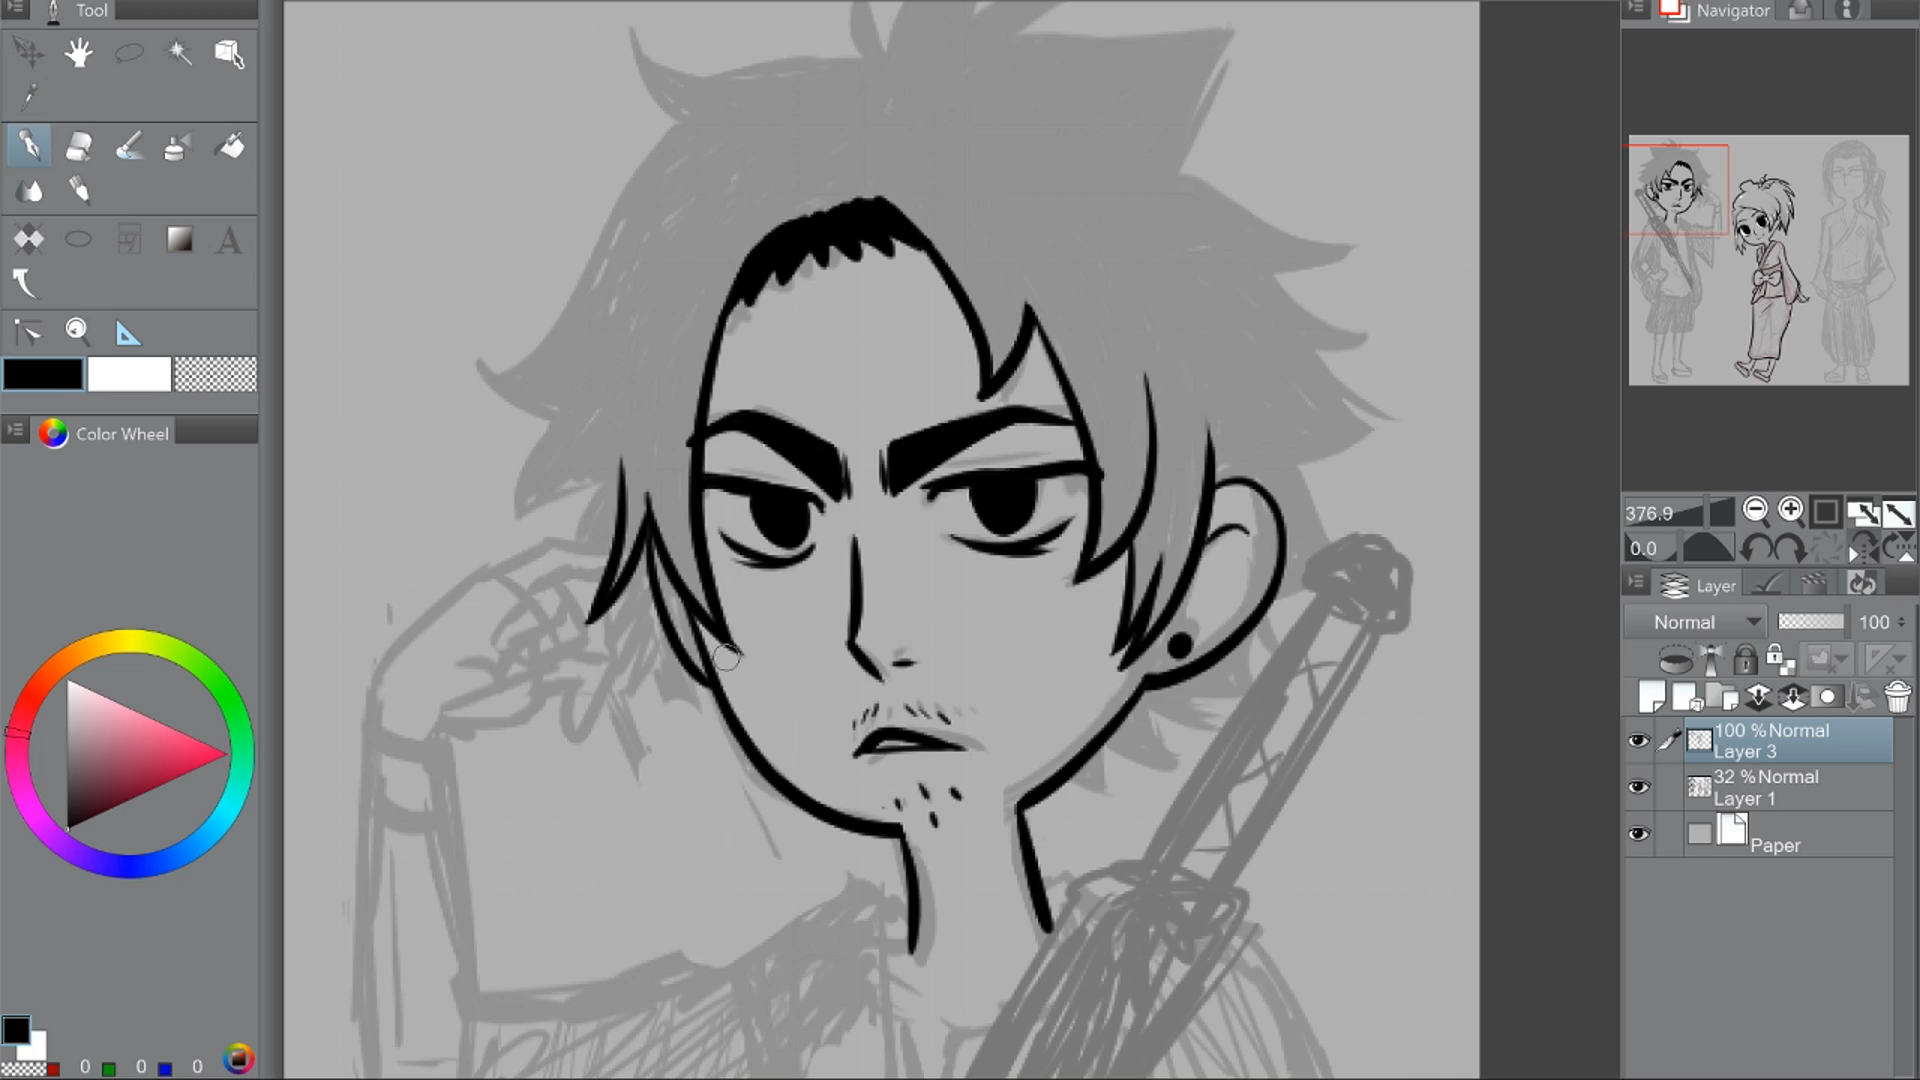 Tool
Navigator
Color Wheel
376.9
0.0
Layer
Normal
100
100 %Normal
Layer 3
32 %Normal
Layer 1
Paper
0
0
0